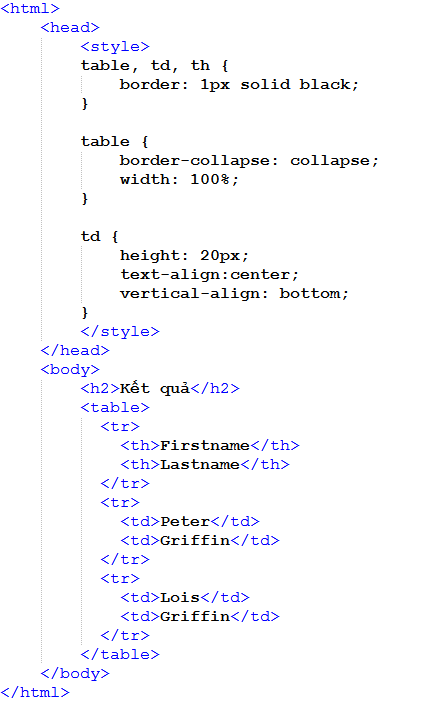 <html>
<head>
<style>
table, td, th {
border: 1px solid black;
}
table {
border-collapse: collapse;
width: 100%;
}
td {
height: 20px;
text-align:center;
vertical-align: bottom;
}
</style>
</head>
<body>
<h2>Kết quả</h2>
<table>
<tr>
<th>Firstname</th>
<th>Lastname</th>
</tr>
<tr>
<td>Peter</td>
<td>Griffin</td>
</tr>
<tr>
<td>Lois</td>
<td>Griffin</td>
</tr>
</table>
</body>
</html>